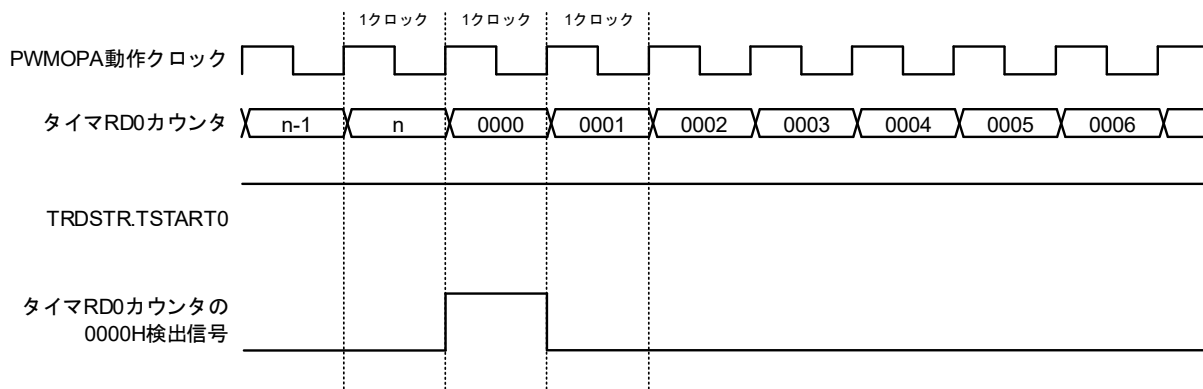 1クロック 1クロック 1クロック
PWMOPA動作クロック
タイマRD0カウンタ n-1 n 0000 0001 0002 0003 0004 0005 0006
TRDSTR.TSTART0
タイマRD0カウンタの
0000H検出信号